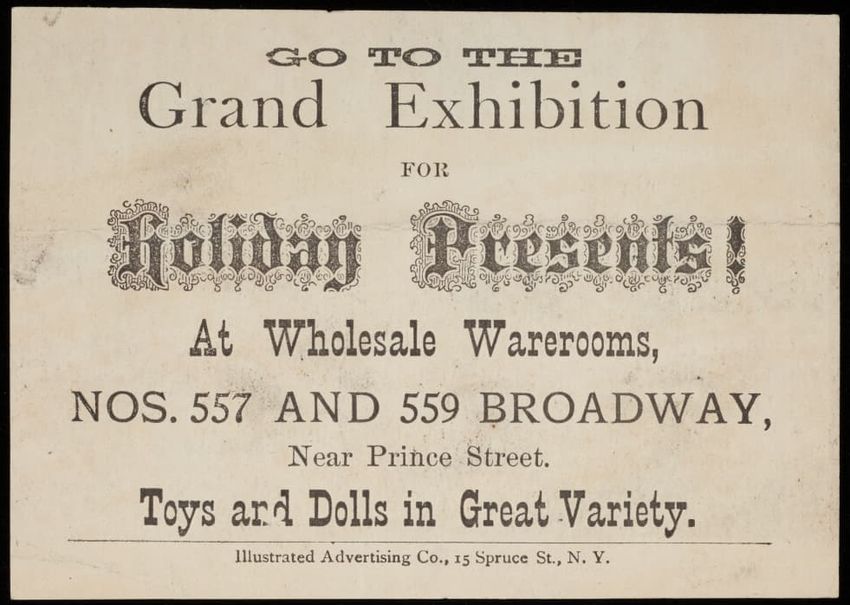 GO TO THE
Grand Exhibition
FOR
Holiday Presents!
At Wholesale Warerooms,
NOS. 557 AND 559 BROADWAY,
Near Prince Street.
Toys and Dolls in Great Variety.
Illustrated Advertising Co., 15 Spruce St., N. Y.